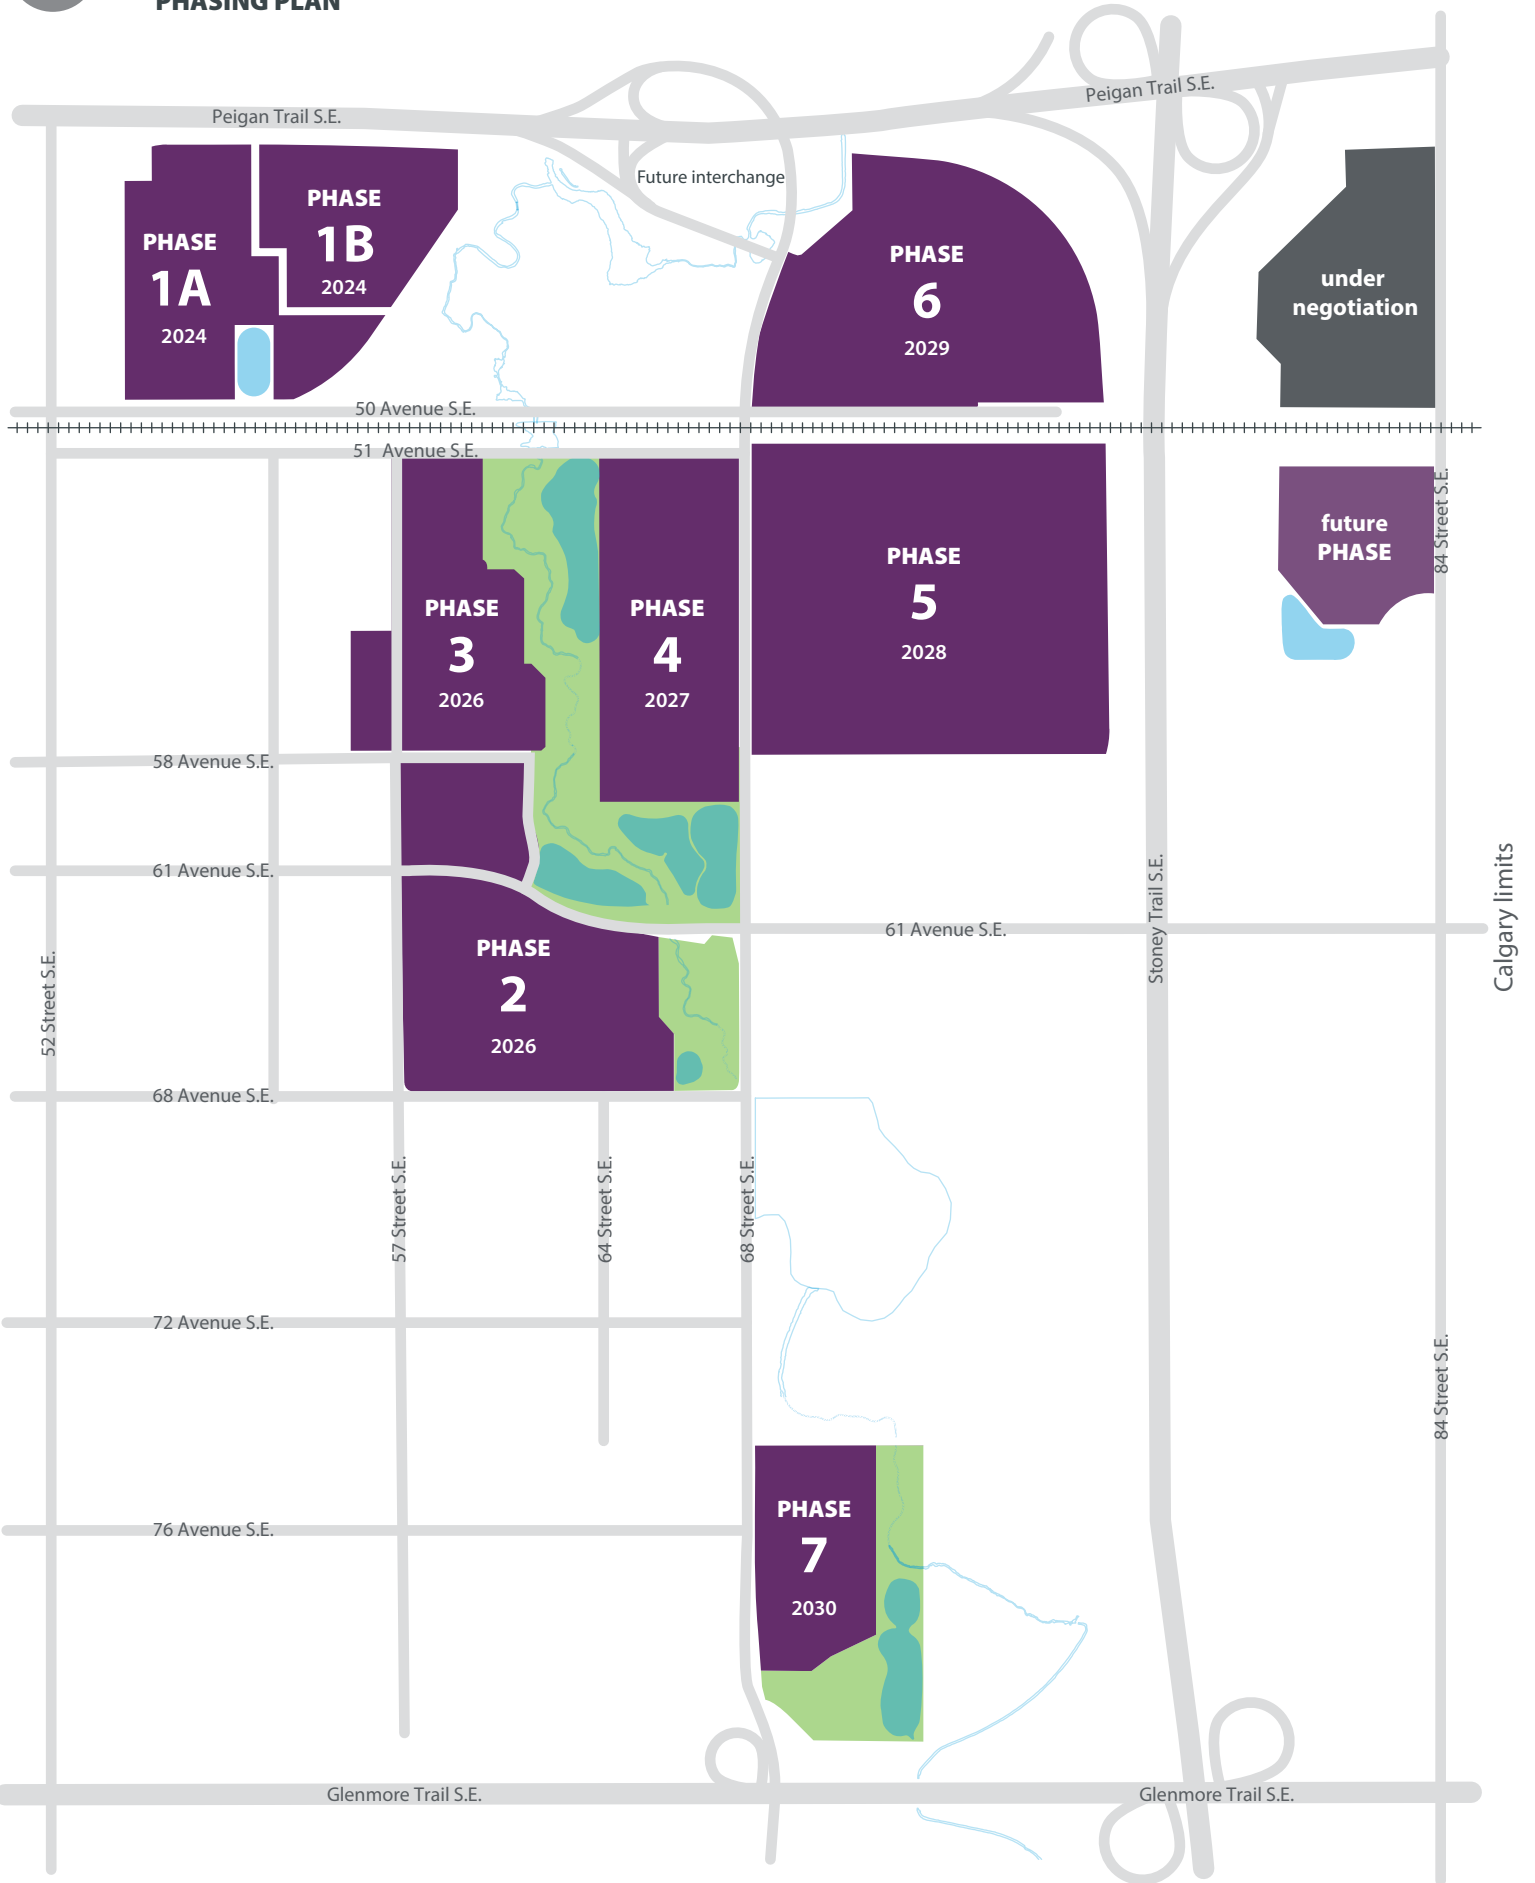 PHASING PLAN
Peigan Trail S.E.
Peigan Trail S.E.
Future interchange
PHASE
1A
2024
PHASE
1B
2024
PHASE
6
2029
under
negotiation
50 Avenue S.E.
51 Avenue S.E.
PHASE
3
2026
PHASE
4
2027
PHASE
5
2028
future
PHASE
84 Street S.E.
58 Avenue S.E.
61 Avenue S.E.
61 Avenue S.E.
Stoney Trail S.E.
Calgary limits
52 Street S.E.
PHASE
2
2026
68 Avenue S.E.
57 Street S.E.
64 Street S.E.
68 Street S.E.
72 Avenue S.E.
84 Street S.E.
76 Avenue S.E.
PHASE
7
2030
Glenmore Trail S.E.
Glenmore Trail S.E.